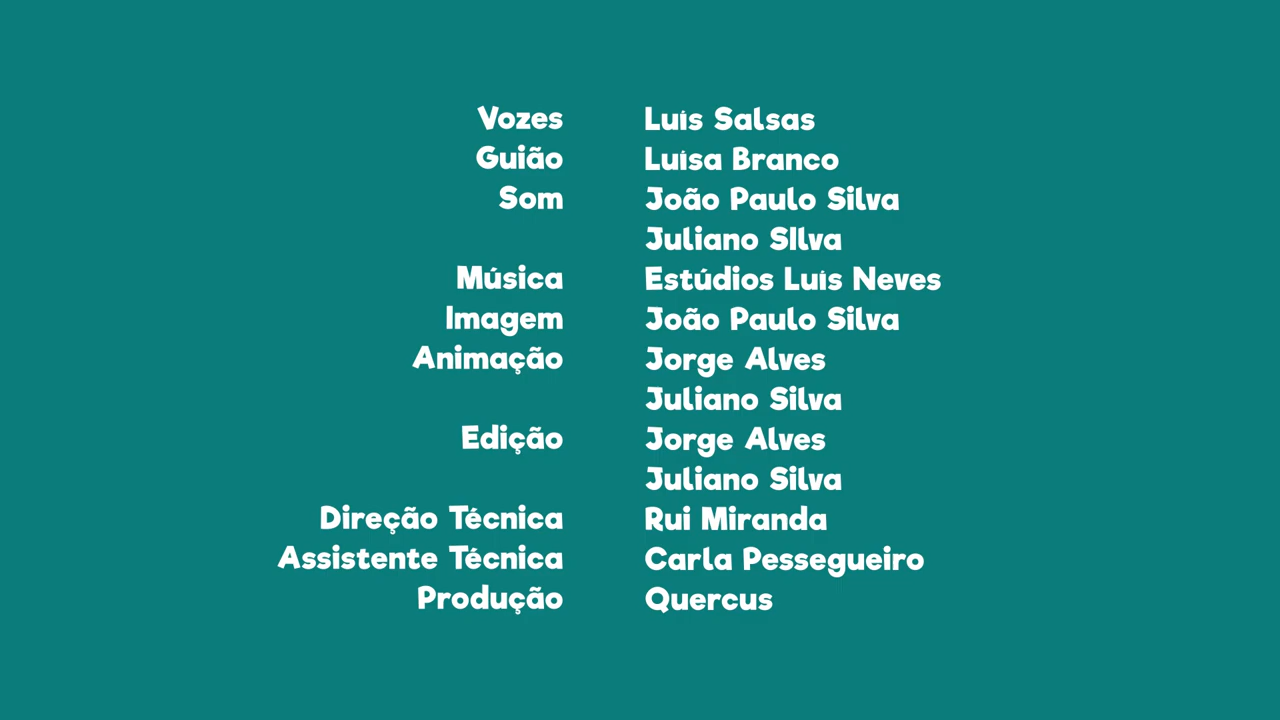 Vozes Luís Salsas
Guião Luísa Branco
Som João Paulo Silva
Juliano SIlva
Música Estúdios Luís Neves
Imagem João Paulo Silva
Animação Jorge Alves
Juliano Silva
Edição Jorge Alves
Juliano Silva
Direção Técnica Rui Miranda
Assistente Técnica Carla Pessegueiro
Produção Quercus